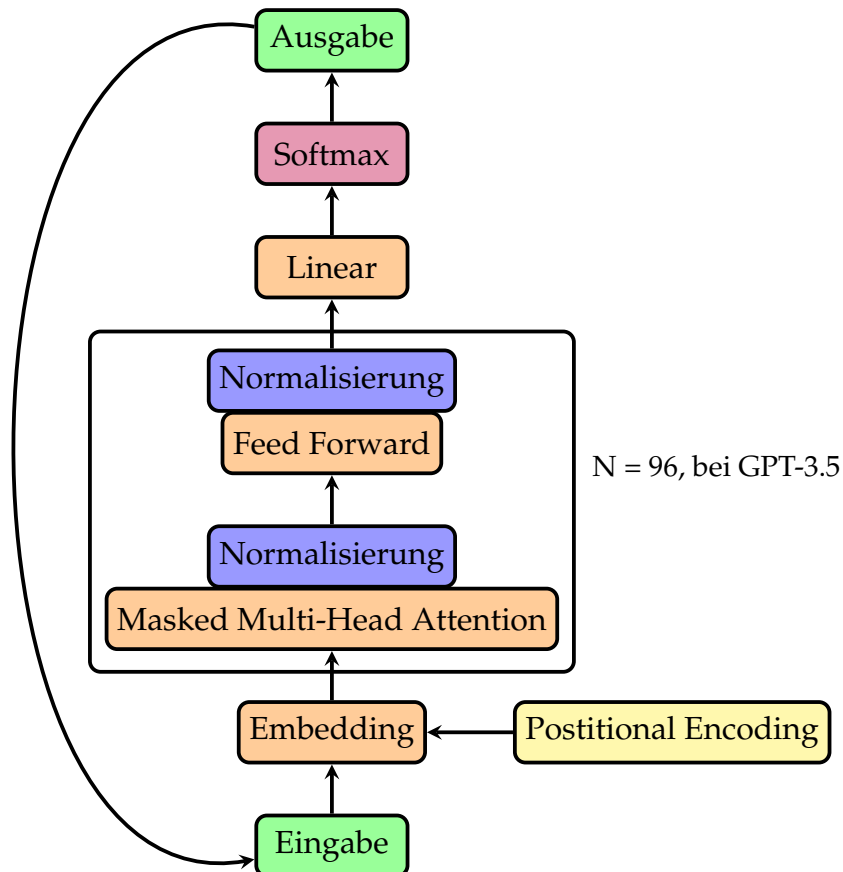 Ausgabe
Softmax
Linear
Normalisierung
Feed Forward
N = 96, bei GPT-3.5
Normalisierung
Masked Multi-Head Attention
Embedding
Postitional Encoding
Eingabe